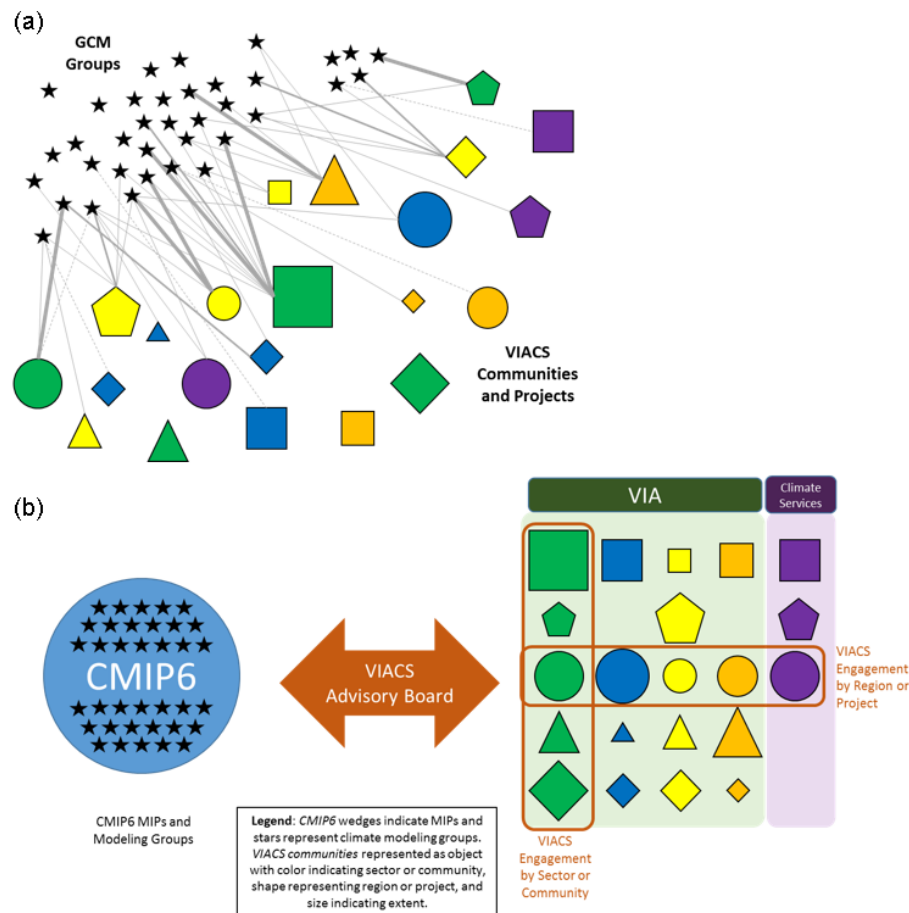 (a)
GCM
Groups
VIACS
Communities
and Projects
(b)
VIA
Climate
Services
CMIP6
VIACS
Advisory Board
VIACS
Engagement
by Region or
Project
CMIP6 MIPs and
Modeling Groups
Legend: CMIP6 wedges indicate MIPs and
stars represent climate modeling groups.
VIACS communities represented as object
with color indicating sector or community,
shape representing region or project, and
size indicating extent.
VIACS
Engagement
by Sector or
Community